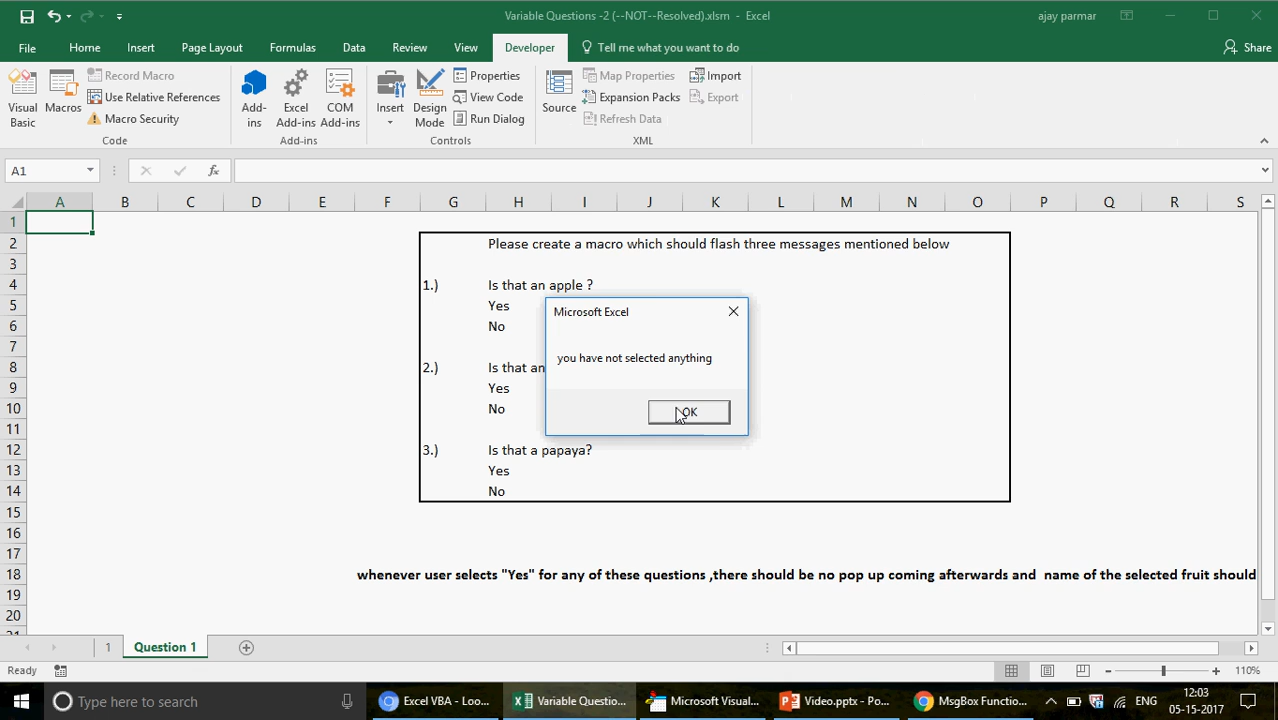 Variable Questions -2 (--NOT--Resolved).xlsm - Excel
ajay parmar
File Home Insert Page Layout Formulas Data Review View Developer Tell me what you want to do Share
Visual Basic
Macros
Record Macro
Use Relative References
Macro Security
Code
Add-ins
Excel Add-ins
COM Add-ins
Add-ins
Insert
Design Mode
Properties
View Code
Run Dialog
Controls
Source
Map Properties
Expansion Packs
Refresh Data
Import
Export
XML
A1
fx
A B C D E F G H I J K L M N O P Q R S
1
2 Please create a macro which should flash three messages mentioned below
3
4 1.) Is that an apple ?
5 Yes
6 No
7
8 2.) Is that an
9 Yes
10 No
11
12 3.) Is that a papaya?
13 Yes
14 No
15
16
17
18 whenever user selects "Yes" for any of these questions ,there should be no pop up coming afterwards and name of the selected fruit should
19
20
21
Microsoft Excel
you have not selected anything
OK
1 Question 1
Ready
110%
Type here to search
Excel VBA - Loo...
Variable Questio...
Microsoft Visual...
Video.pptx - Po...
MsgBox Functio...
ENG
12:03
05-15-2017